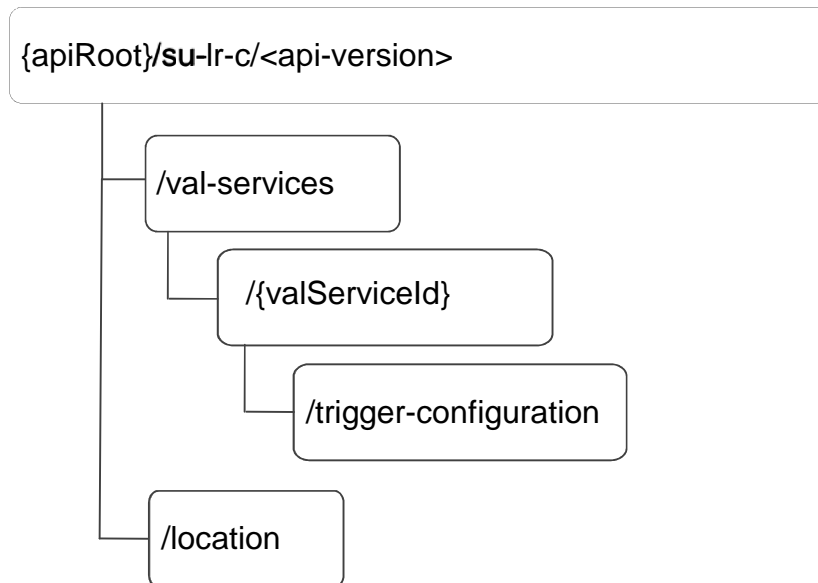 {apiRoot}/su-lr-c/<api-version>
/val-services
/{valServiceId}
/trigger-configuration
/location